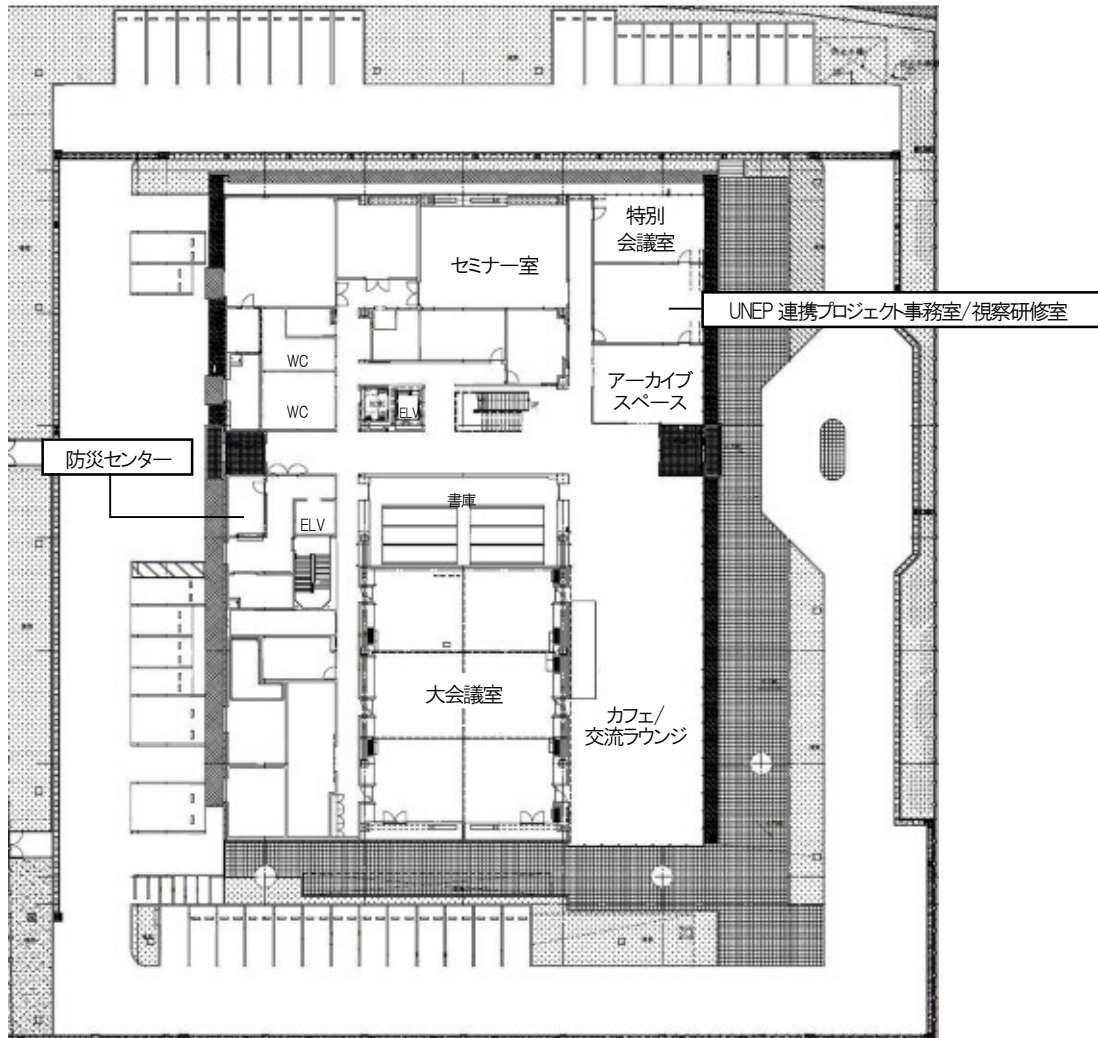 特別
会議室
セミナー室
UNEP 連携プロジェクト事務室/視察研修室
WC
アーカイブ
スペース
WC
ELV
防災センター
書庫
ELV
大会議室
カフェ/
交流ラウンジ